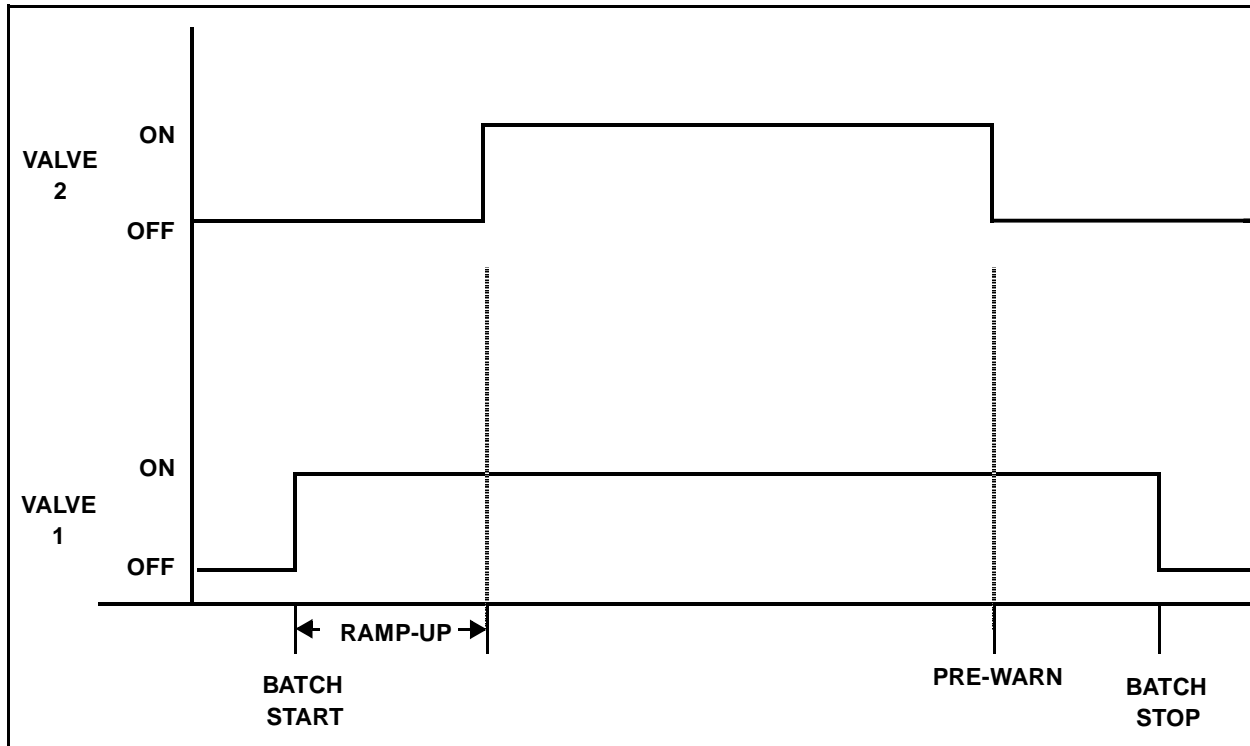 ON
VALVE
2
OFF
ON
VALVE
1
OFF
RAMP-UP
BATCH
START
PRE-WARN
BATCH
STOP